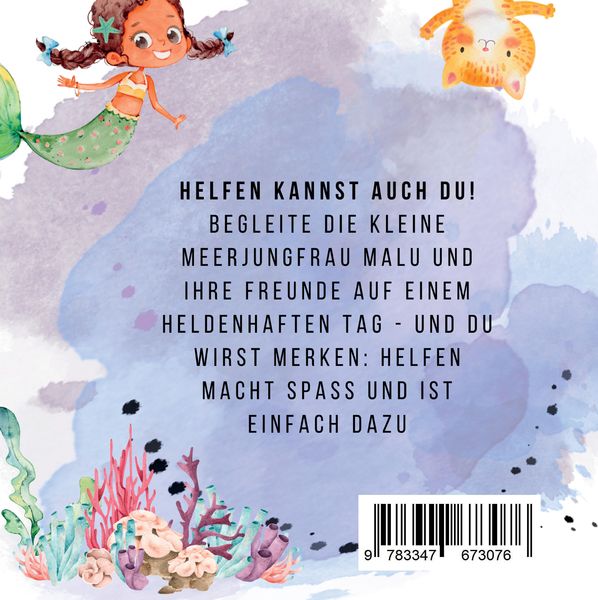 HELFEN KANNST AUCH DU!
BEGLEITE DIE KLEINE
MEERJUNGFRAU MALU UND
IHRE FREUNDE AUF EINEM
HELDENHAFTEN TAG - UND DU
WIRST MERKEN: HELFEN
MACHT SPASS UND IST
EINFACH DAZU
9 783347 673076